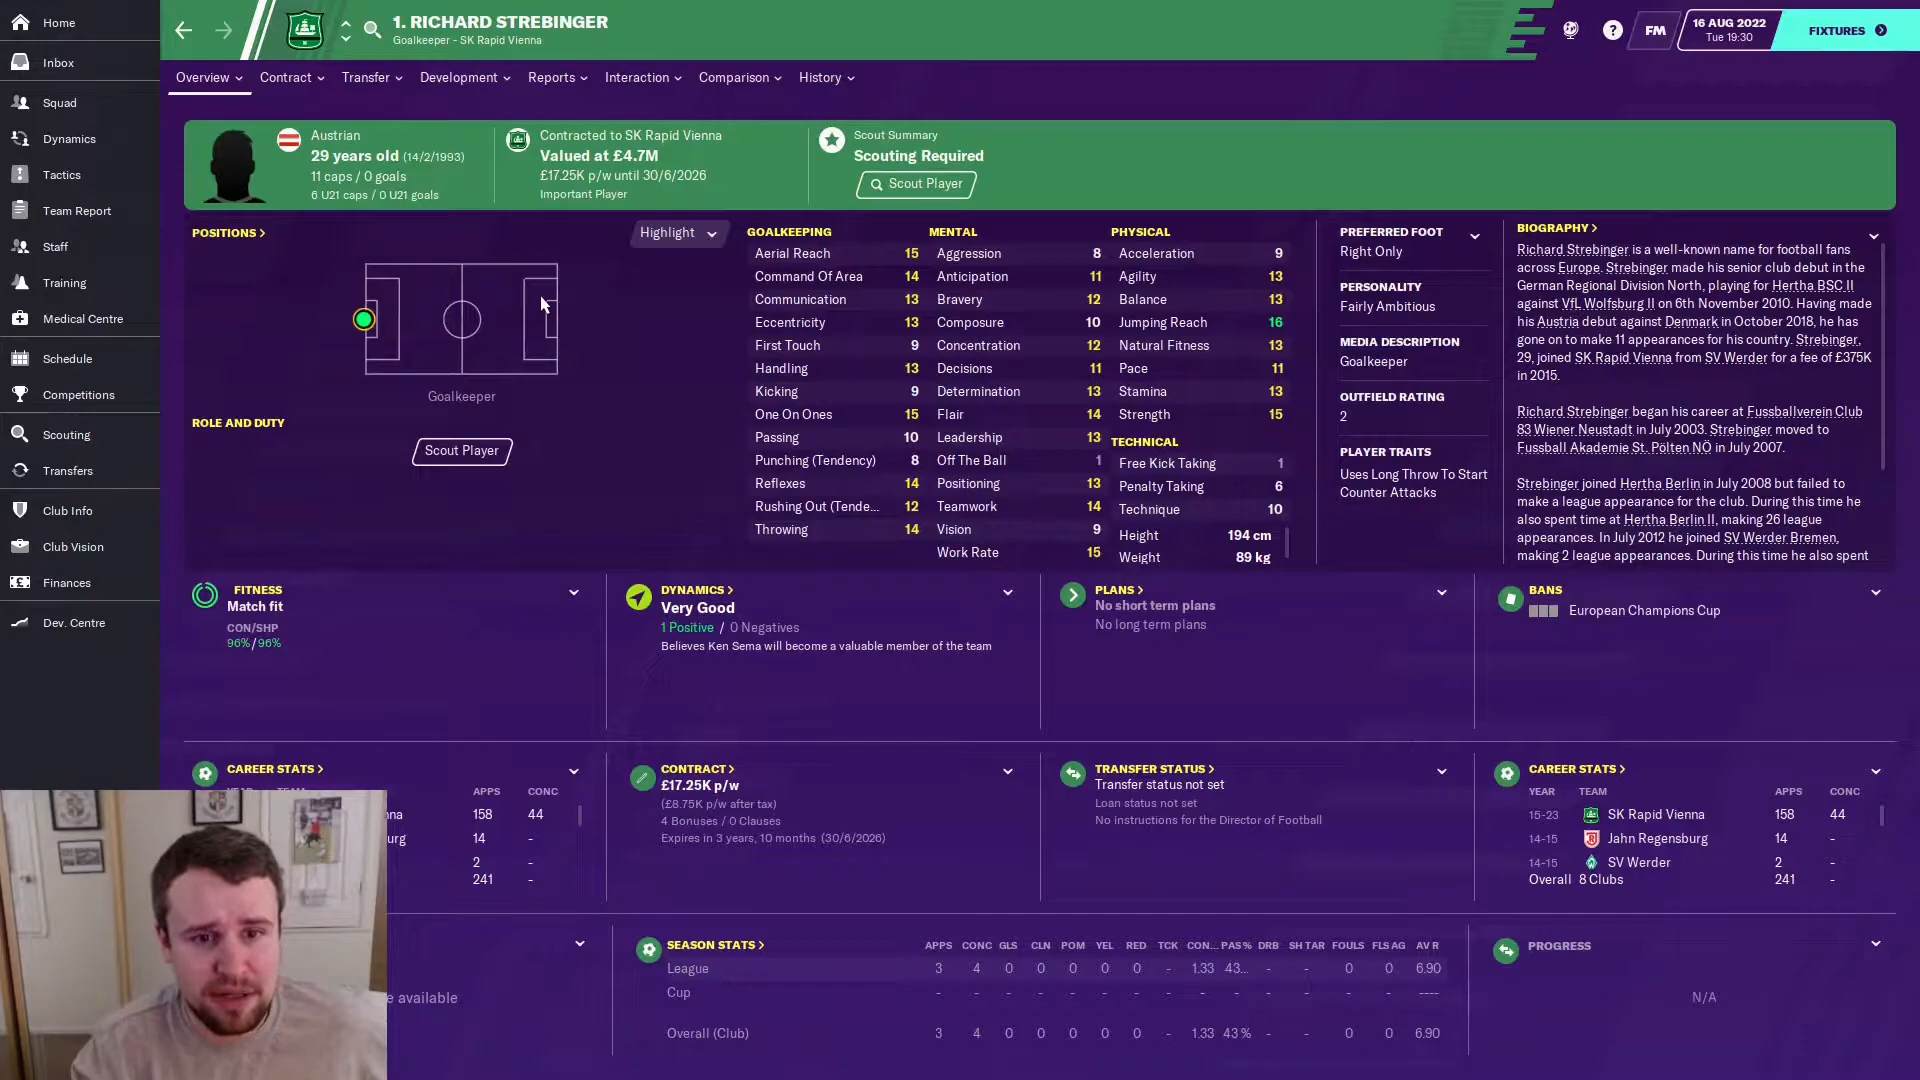 Home
Inbox
Squad
Dynamics
Tactics
Team Report
Staff
Training
Medical Centre
Schedule
Competitions
Scouting
Transfers
Club Info
Club Vision
Finances
Dev. Centre
1. RICHARD STREBINGER
Goalkeeper - SK Rapid Vienna
?
FM
16 AUG 2022
Tue 19:30
FIXTURES
Overview Contract Transfer Development Reports Interaction Comparison History
Austrian
29 years old (14/2/1993)
11 caps / 0 goals
6 U21 caps / 0 U21 goals
Contracted to SK Rapid Vienna
Valued at £4.7M
£17.25K p/w until 30/6/2026
Important Player
Scout Summary
Scouting Required
Scout Player
POSITIONS >
Highlight
Goalkeeper
ROLE AND DUTY
Scout Player
GOALKEEPING
Aerial Reach 15
Command Of Area 14
Communication 13
Eccentricity 13
First Touch 9
Handling 13
Kicking 9
One On Ones 15
Passing 10
Punching (Tendency) 8
Reflexes 14
Rushing Out (Tende... 12
Throwing 14
MENTAL
Aggression 8
Anticipation 11
Bravery 12
Composure 10
Concentration 12
Decisions 11
Determination 13
Flair 14
Leadership 13
Off The Ball 1
Positioning 13
Teamwork 14
Vision 9
Work Rate 15
PHYSICAL
Acceleration 9
Agility 13
Balance 13
Jumping Reach 16
Natural Fitness 13
Pace 11
Stamina 13
Strength 15
TECHNICAL
Free Kick Taking 1
Penalty Taking 6
Technique 10
Height 194 cm
Weight 89 kg
PREFERRED FOOT
Right Only
PERSONALITY
Fairly Ambitious
MEDIA DESCRIPTION
Goalkeeper
OUTFIELD RATING
2
PLAYER TRAITS
Uses Long Throw To Start
Counter Attacks
BIOGRAPHY >
Richard Strebinger is a well-known name for football fans
across Europe. Strebinger made his senior club debut in the
German Regional Division North, playing for Hertha BSC II
against VfL Wolfsburg II on 6th November 2010. Having made
his Austria debut against Denmark in October 2018, he has
gone on to make 11 appearances for his country. Strebinger,
29, joined SK Rapid Vienna from SV Werder for a fee of £375K
in 2015.
Richard Strebinger began his career at Fussballverein Club
83 Wiener Neustadt in July 2003. Strebinger moved to
Fussball Akademie St. Pölten NÖ in July 2007.
Strebinger joined Hertha Berlin in July 2008 but failed to
make a league appearance for the club. During this time he
also spent time at Hertha Berlin II, making 26 league
appearances. In July 2012 he joined SV Werder Bremen,
making 2 league appearances. During this time he also spent
FITNESS
Match fit
CON/SHP
96%/96%
DYNAMICS >
Very Good
1 Positive / 0 Negatives
Believes Ken Sema will become a valuable member of the team
PLANS >
No short term plans
No long term plans
BANS
European Champions Cup
CAREER STATS >
APPS CONC
nna 158 44
urg 14 -
2 -
241 -
CONTRACT >
£17.25K p/w
(£8.75K p/w after tax)
4 Bonuses / 0 Clauses
Expires in 3 years, 10 months (30/6/2026)
TRANSFER STATUS >
Transfer status not set
Loan status not set
No instructions for the Director of Football
CAREER STATS >
YEAR TEAM APPS CONC
15-23 SK Rapid Vienna 158 44
14-15 Jahn Regensburg 14 -
14-15 SV Werder 2 -
Overall 8 Clubs 241 -
e available
SEASON STATS > APPS CONC GLS CLN POM YEL RED TCK CON... PAS% DRB SH TAR FOULS FLS AG AV R
League 3 4 0 0 0 0 0 - 1.33 43... - - 0 0 6.90
Cup - - - - - - - - - - - - - - ----
Overall (Club) 3 4 0 0 0 0 0 - 1.33 43 % - - 0 0 6.90
PROGRESS
N/A